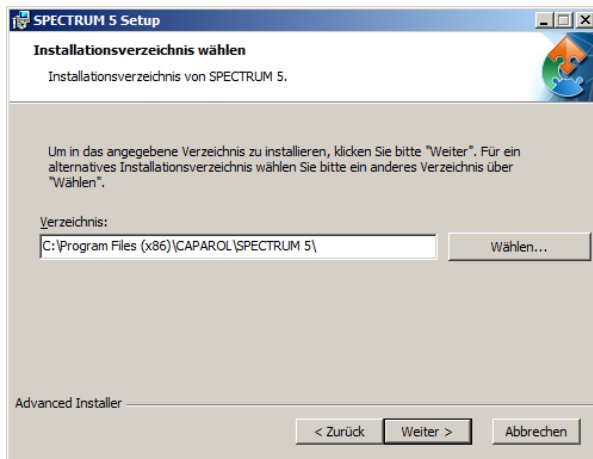 SPECTRUM 5 Setup
Installationsverzeichnis wählen
Installationsverzeichnis von SPECTRUM 5.
Um in das angegebene Verzeichnis zu installieren, klicken Sie bitte "Weiter". Für ein
alternatives Installationsverzeichnis wählen Sie bitte ein anderes Verzeichnis über
"Wählen".
Verzeichnis:
C:\Program Files (x86)\CAPAROL\SPECTRUM 5\
Wählen...
Advanced Installer
< Zurück
Weiter >
Abbrechen